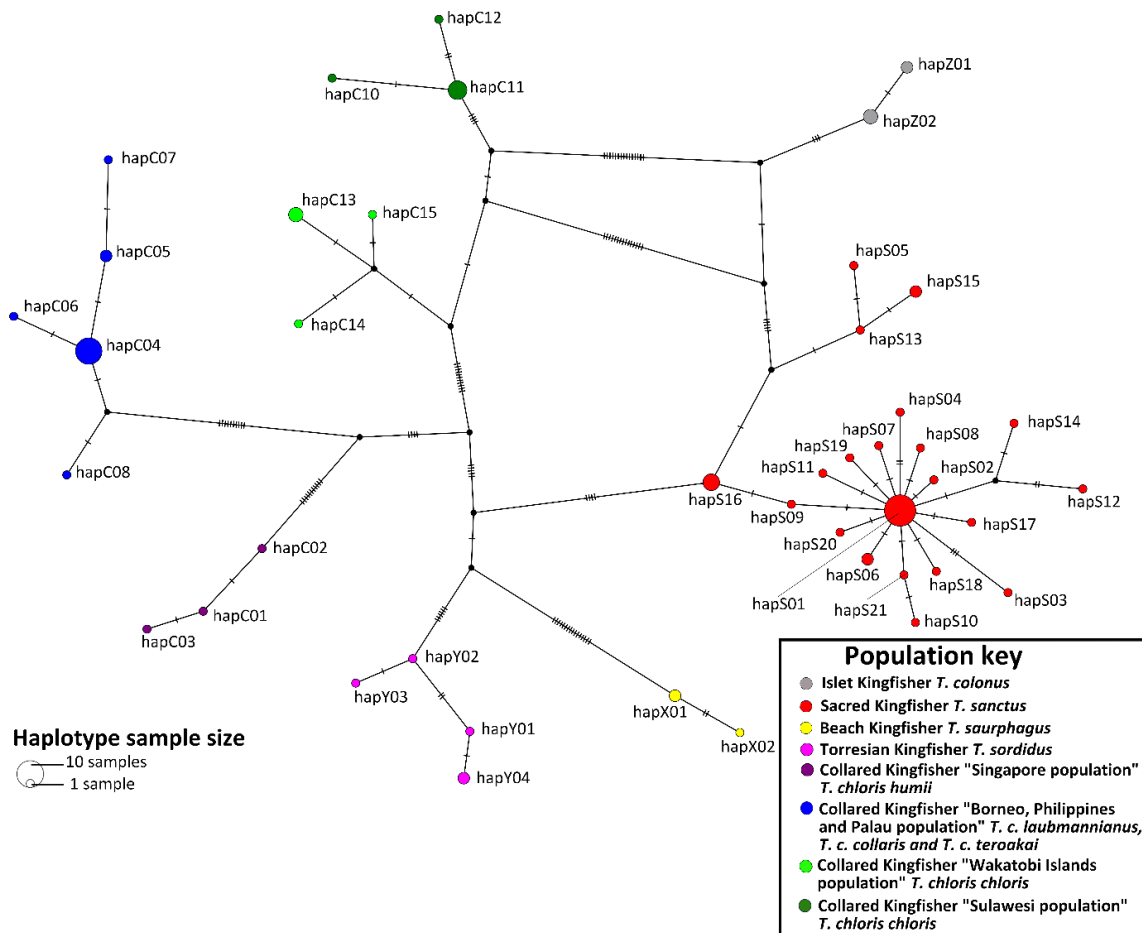 hapC12
hapZ01
hapC10
hapC11
hapZ02
hapC07
hapC13
hapC15
hapC05
hapS05
hapS15
hapC06
hapC14
hapS13
hapC04
hapS04
hapS14
hapS07
hapS08
hapS19
hapS11
hapS02
hapC08
hapS16
hapS09
hapS12
hapS17
hapS20
hapC02
hapS06
hapS18
hapS03
hapS01
hapS21
hapC01
hapS10
hapC03
hapY02
hapY03
hapX01
hapY01
hapX02
hapY04
Haplotype sample size
10 samples
1 sample
Population key
Islet Kingfisher T. colonus
Sacred Kingfisher T. sanctus
Beach Kingfisher T. saurphagus
Torresian Kingfisher T. sordidus
Collared Kingfisher "Singapore population"
T. chloris humii
Collared Kingfisher "Borneo, Philippines
and Palau population" T. c. laubmannianus,
T. c. collaris and T. c. teroakai
Collared Kingfisher "Wakatobi Islands
population" T. chloris chloris
Collared Kingfisher "Sulawesi population"
T. chloris chloris